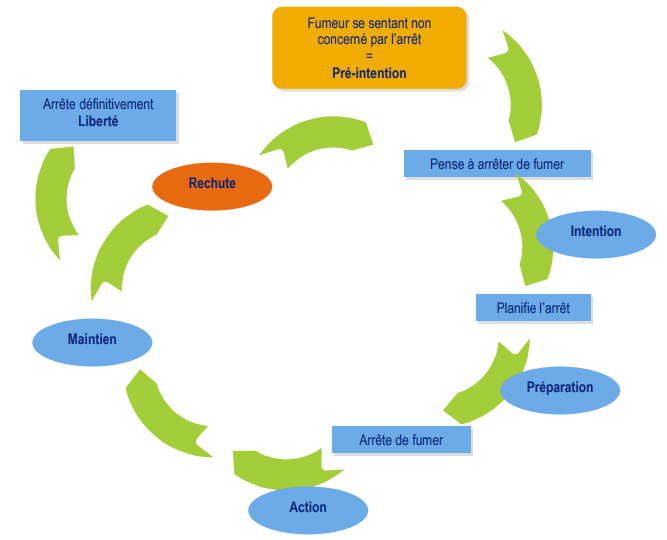 Fumeur se sentant non
concerné par l'arrêt
=
Pré-intention
Arrête définitivement
Liberté
Pense à arrêter de fumer
Rechute
Intention
Planifie l'arrêt
Maintien
Préparation
Arrête de fumer
Action